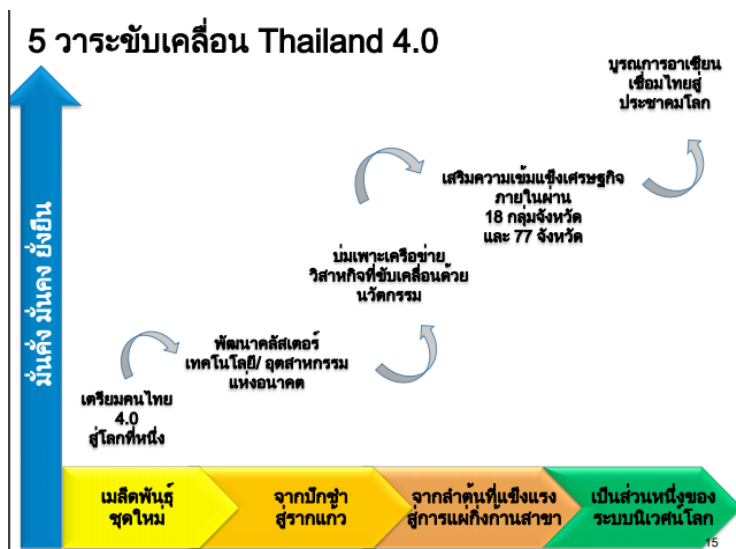 5 วาระขับเคลื่อน Thailand 4.0
บูรณการอาเซียน
เชื่อมไทยสู่
ประชาคมโลก
เสริมความเข้มแข็งเศรษฐกิจ
ภายในผ่าน
18 กลุ่มจังหวัด
และ 77 จังหวัด
บ่มเพาะเครือข่าย
วิสาหกิจที่ขับเคลื่อนด้วย
นวัตกรรม
พัฒนาคลัสเตอร์
เทคโนโลยี/ อุตสาหกรรม
แห่งอนาคต
เตรียมคนไทย
4.0
สู่โลกที่หนึ่ง
มั่นคั่ง มั่นคง ยั่งยืน
เมล็ดพันธุ์
ชุดใหม่
จากปักชำ
สู่รากแก้ว
จากลำต้นที่แข็งแรง
สู่การแผ่กิ่งก้านสาขา
เป็นส่วนหนึ่งของ
ระบบนิเวศน์โลก
15